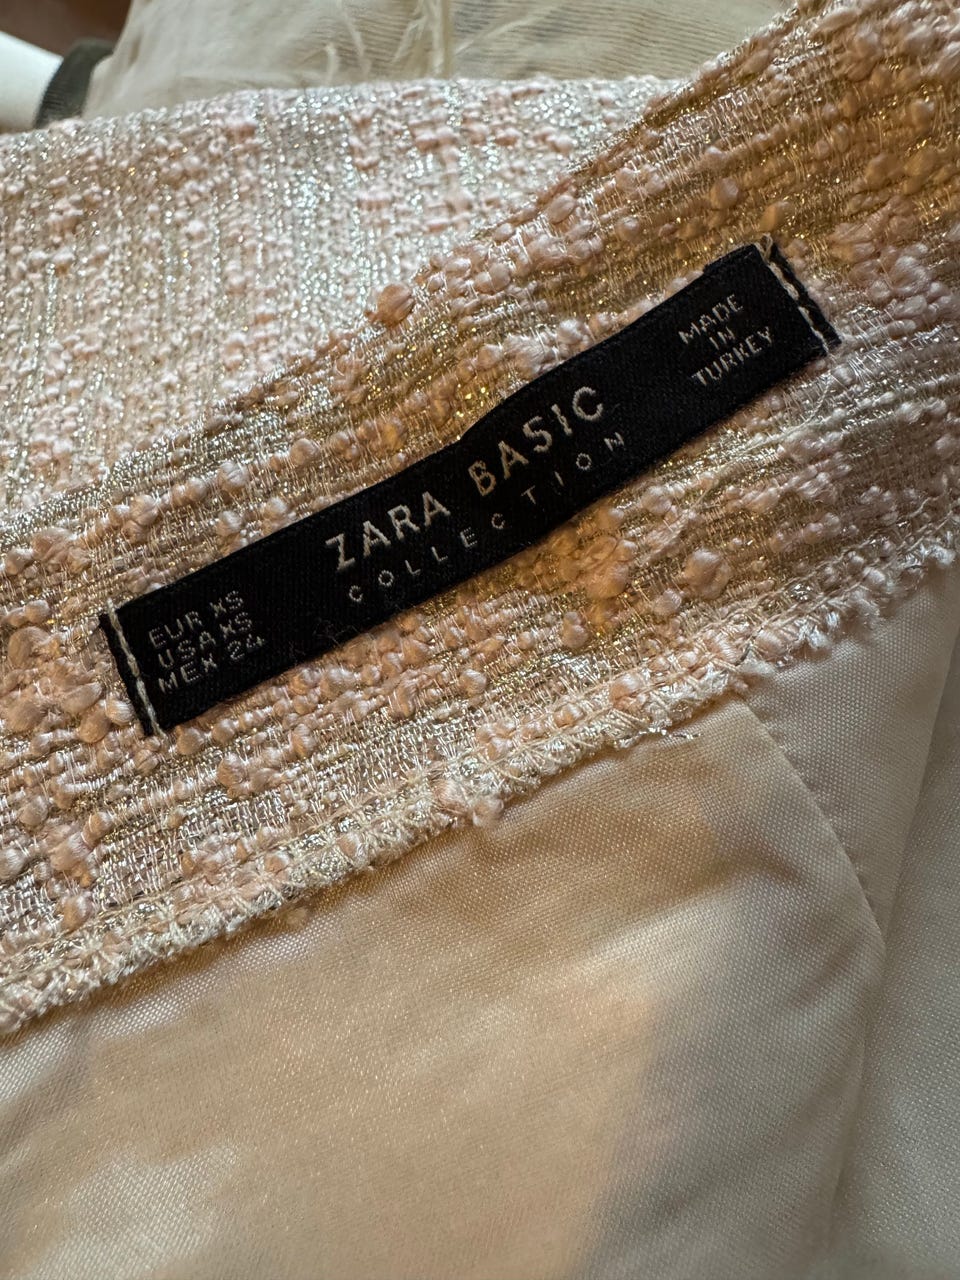 EUR XS
USA XS
MEX 24
ZARA BASIC
COLLECTION
MADE
IN
TURKEY